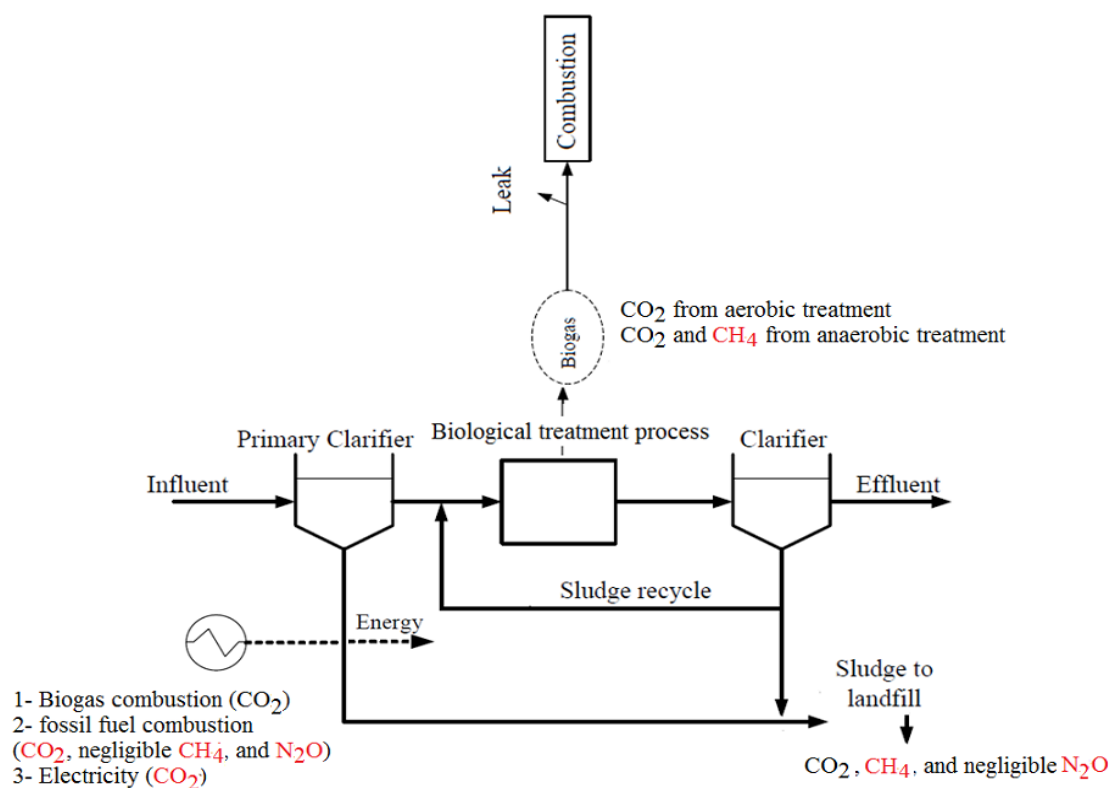 Combustion
Leak
Biogas
CO2 from aerobic treatment
CO2 and CH4 from anaerobic treatment
Primary Clarifier
Biological treatment process
Clarifier
Influent
Effluent
Sludge recycle
Energy
1- Biogas combustion (CO2)
2- fossil fuel combustion
(CO2, negligible CH4, and N2O)
3- Electricity (CO2)
Sludge to
landfill
CO2, CH4, and negligible N2O